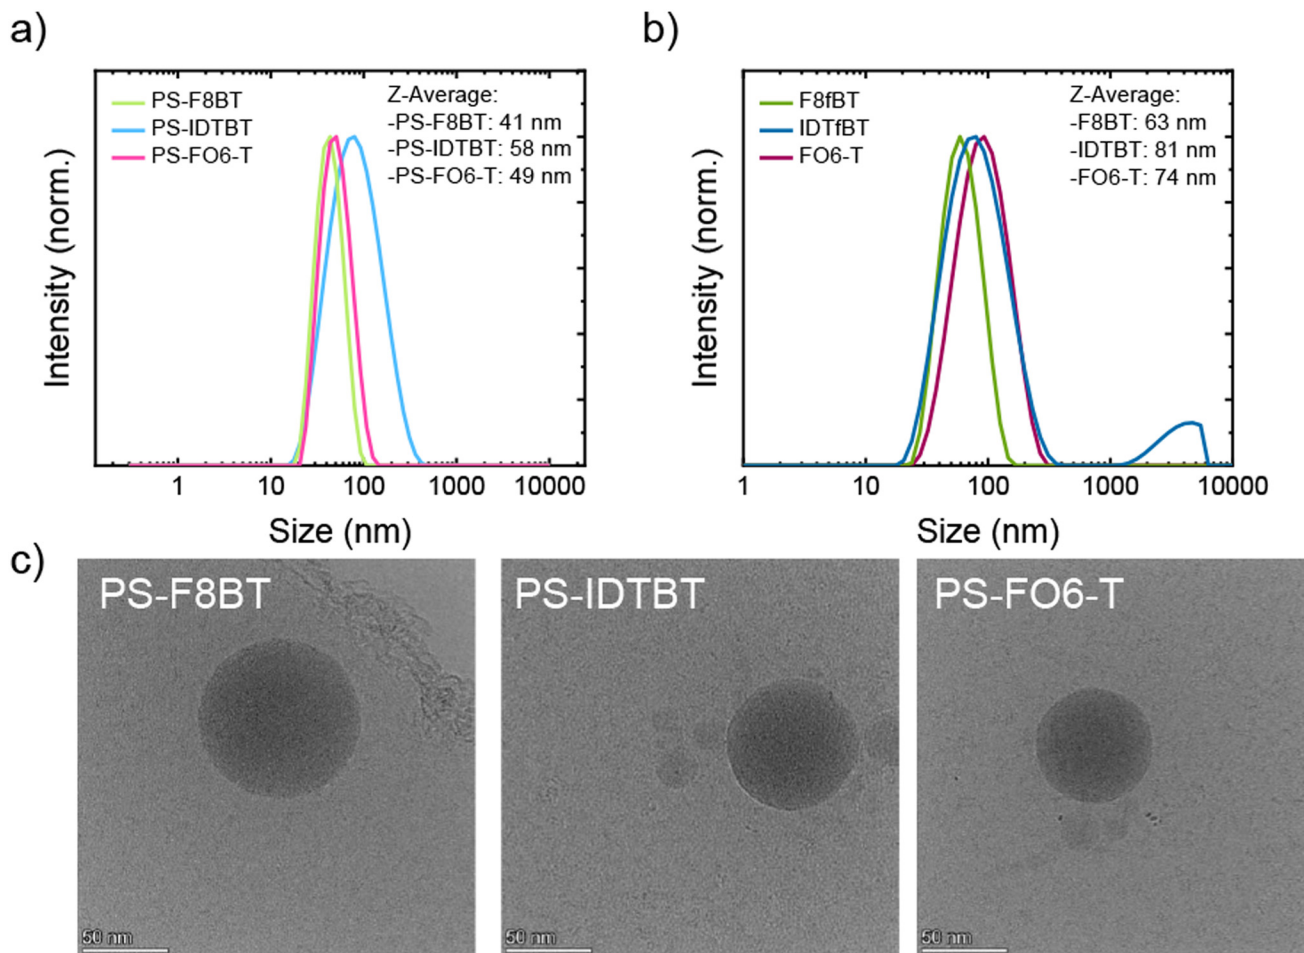 a)
PS-F8BT
PS-IDTBT
PS-FO6-T
Z-Average:
-PS-F8BT: 41 nm
-PS-IDTBT: 58 nm
-PS-FO6-T: 49 nm
Intensity (norm.)
1 10 100 1000 10000
Size (nm)
b)
F8fBT
IDTfBT
FO6-T
Z-Average:
-F8BT: 63 nm
-IDTBT: 81 nm
-FO6-T: 74 nm
Intensity (norm.)
1 10 100 1000 10000
Size (nm)
c)
PS-F8BT
50 nm
PS-IDTBT
50 nm
PS-FO6-T
50 nm